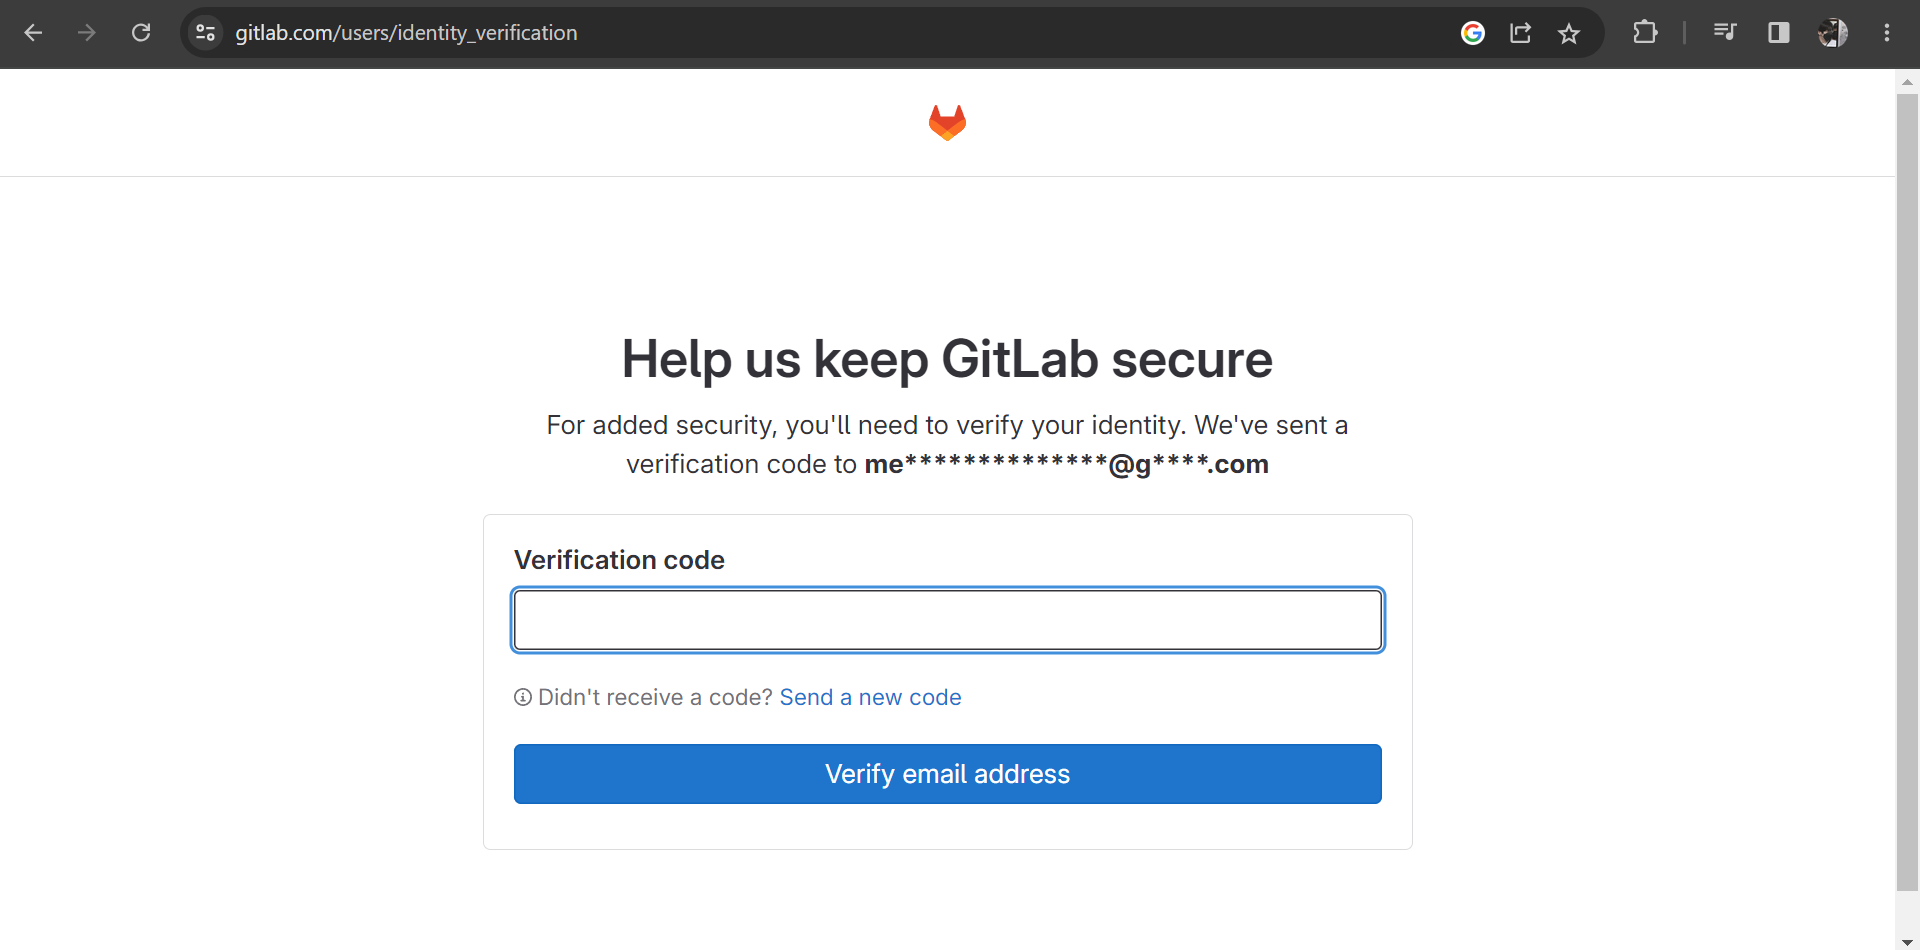 gitlab.com/users/identity_verification
Help us keep GitLab secure
For added security, you'll need to verify your identity. We've sent a
verification code to me**************@g****.com
Verification code
Didn't receive a code? Send a new code
Verify email address